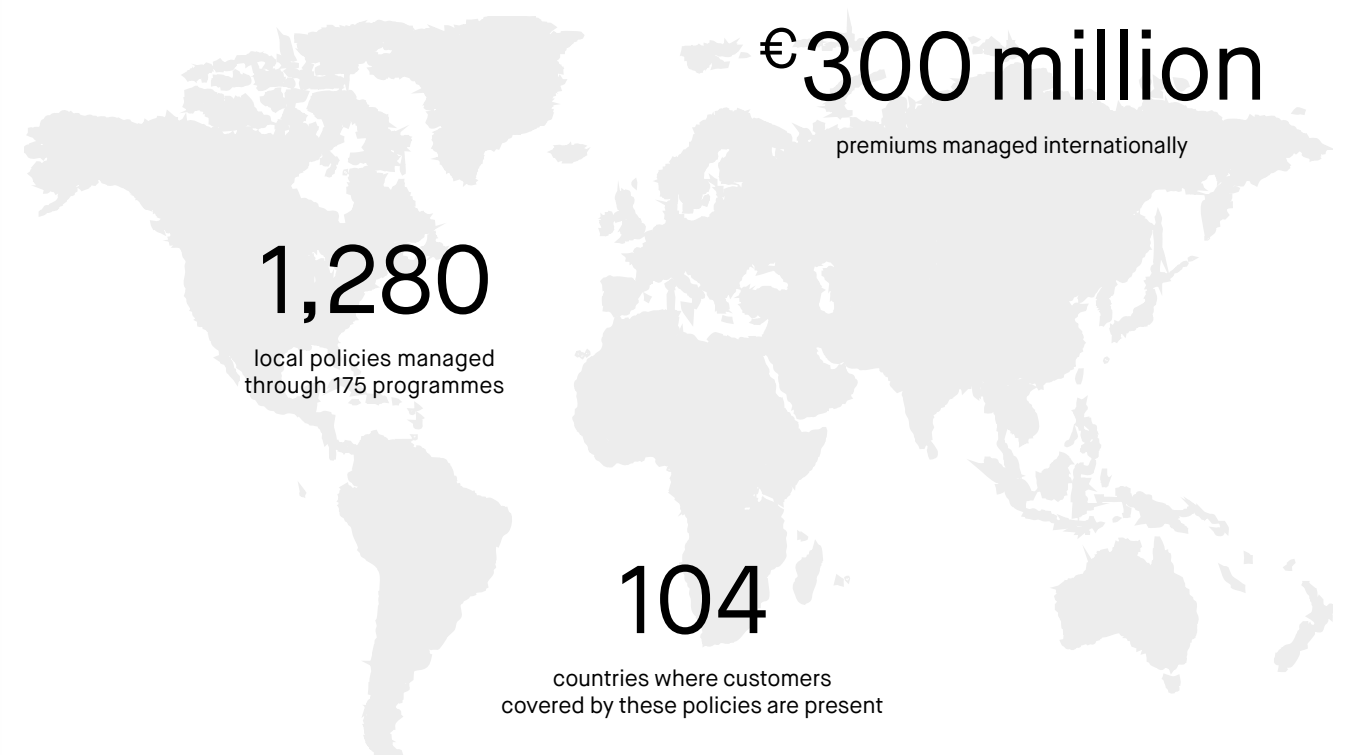 €300 million
premiums managed internationally
1,280
local policies managed
through 175 programmes
104
countries where customers
covered by these policies are present